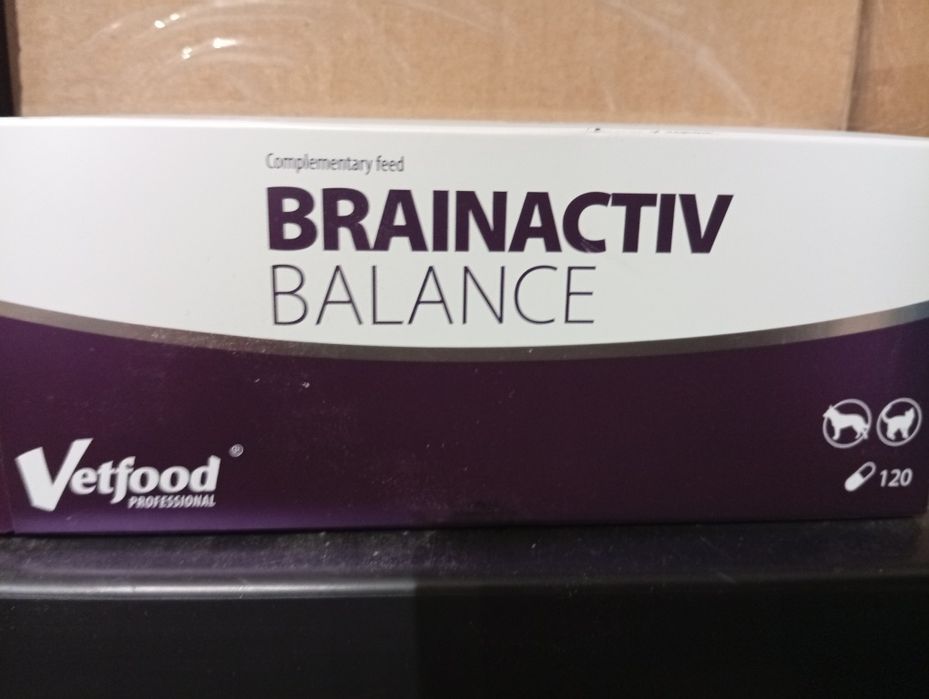 Complementary feed
BRAINACTIV
BALANCE
Vetfood®
PROFESSIONAL
120